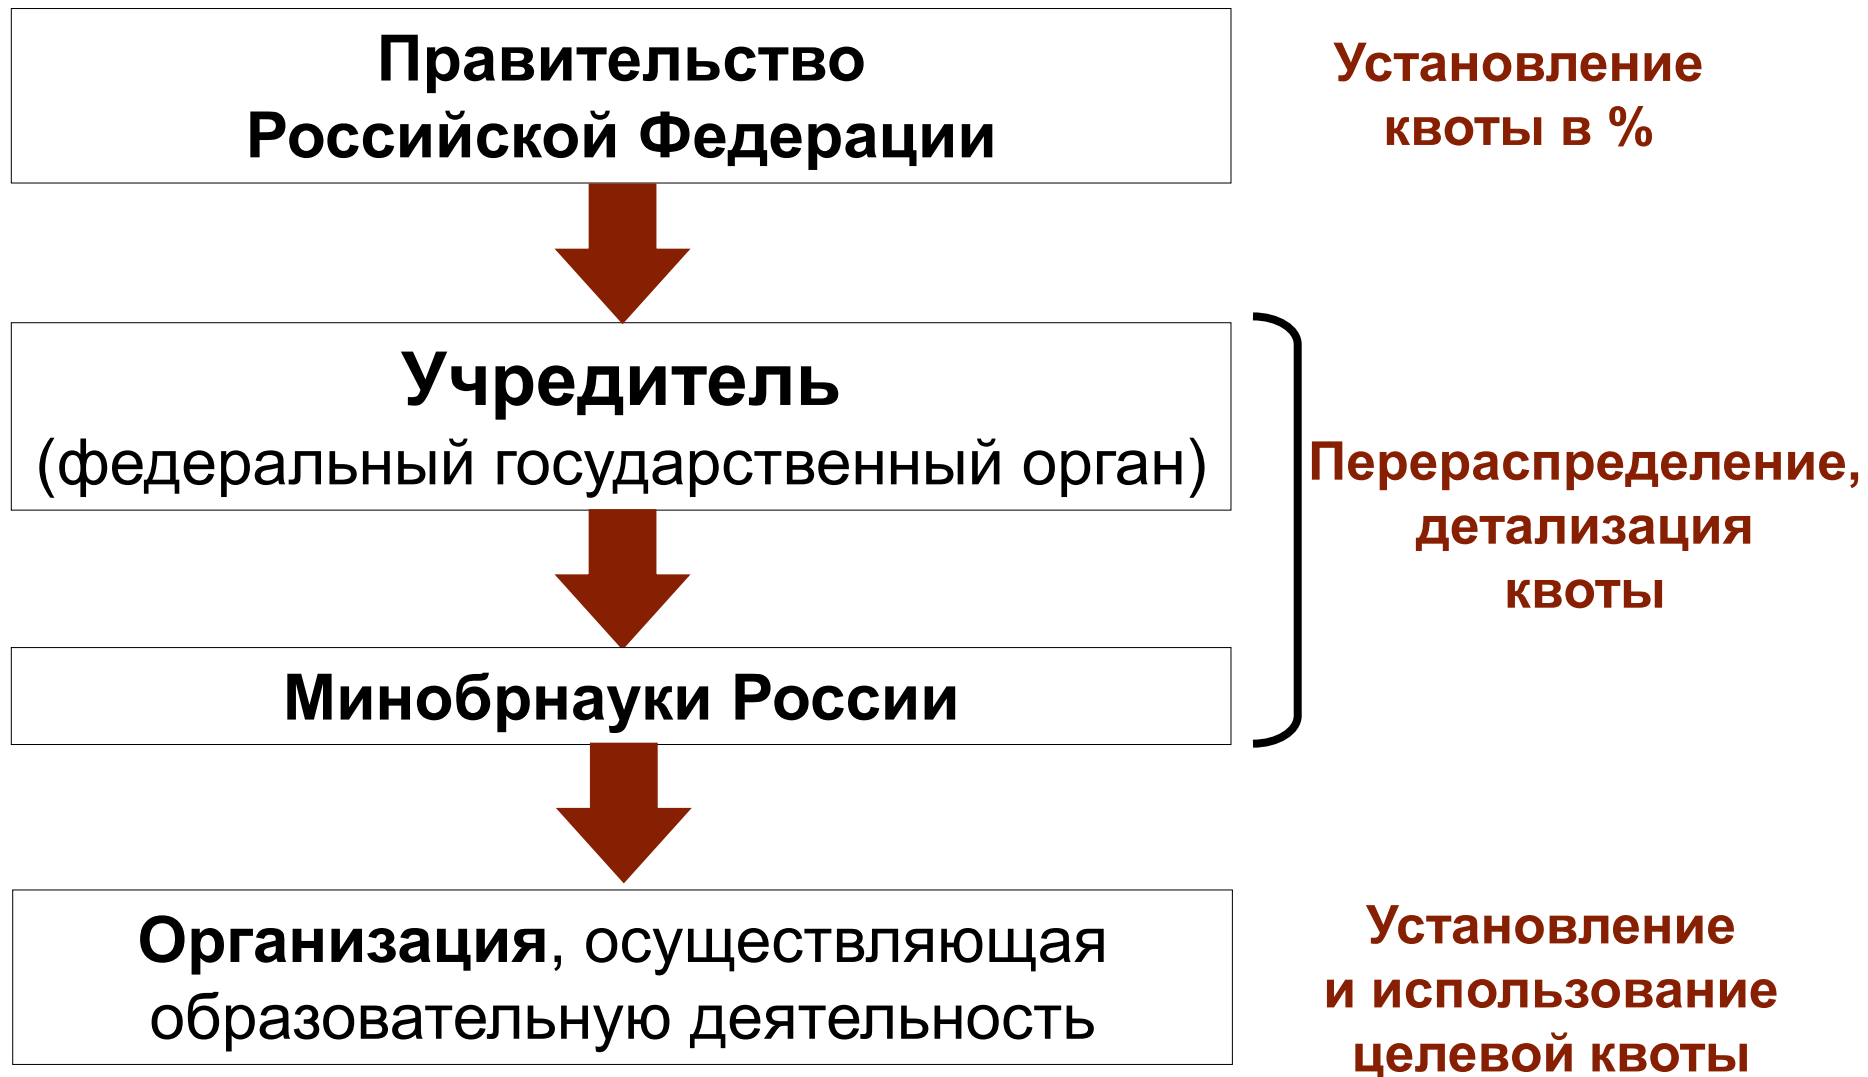 Правительство
Российской Федерации
Установление
квоты в %
Учредитель
(федеральный государственный орган)
Перераспределение,
детализация
квоты
Минобрнауки России
Организация, осуществляющая
образовательную деятельность
Установление
и использование
целевой квоты